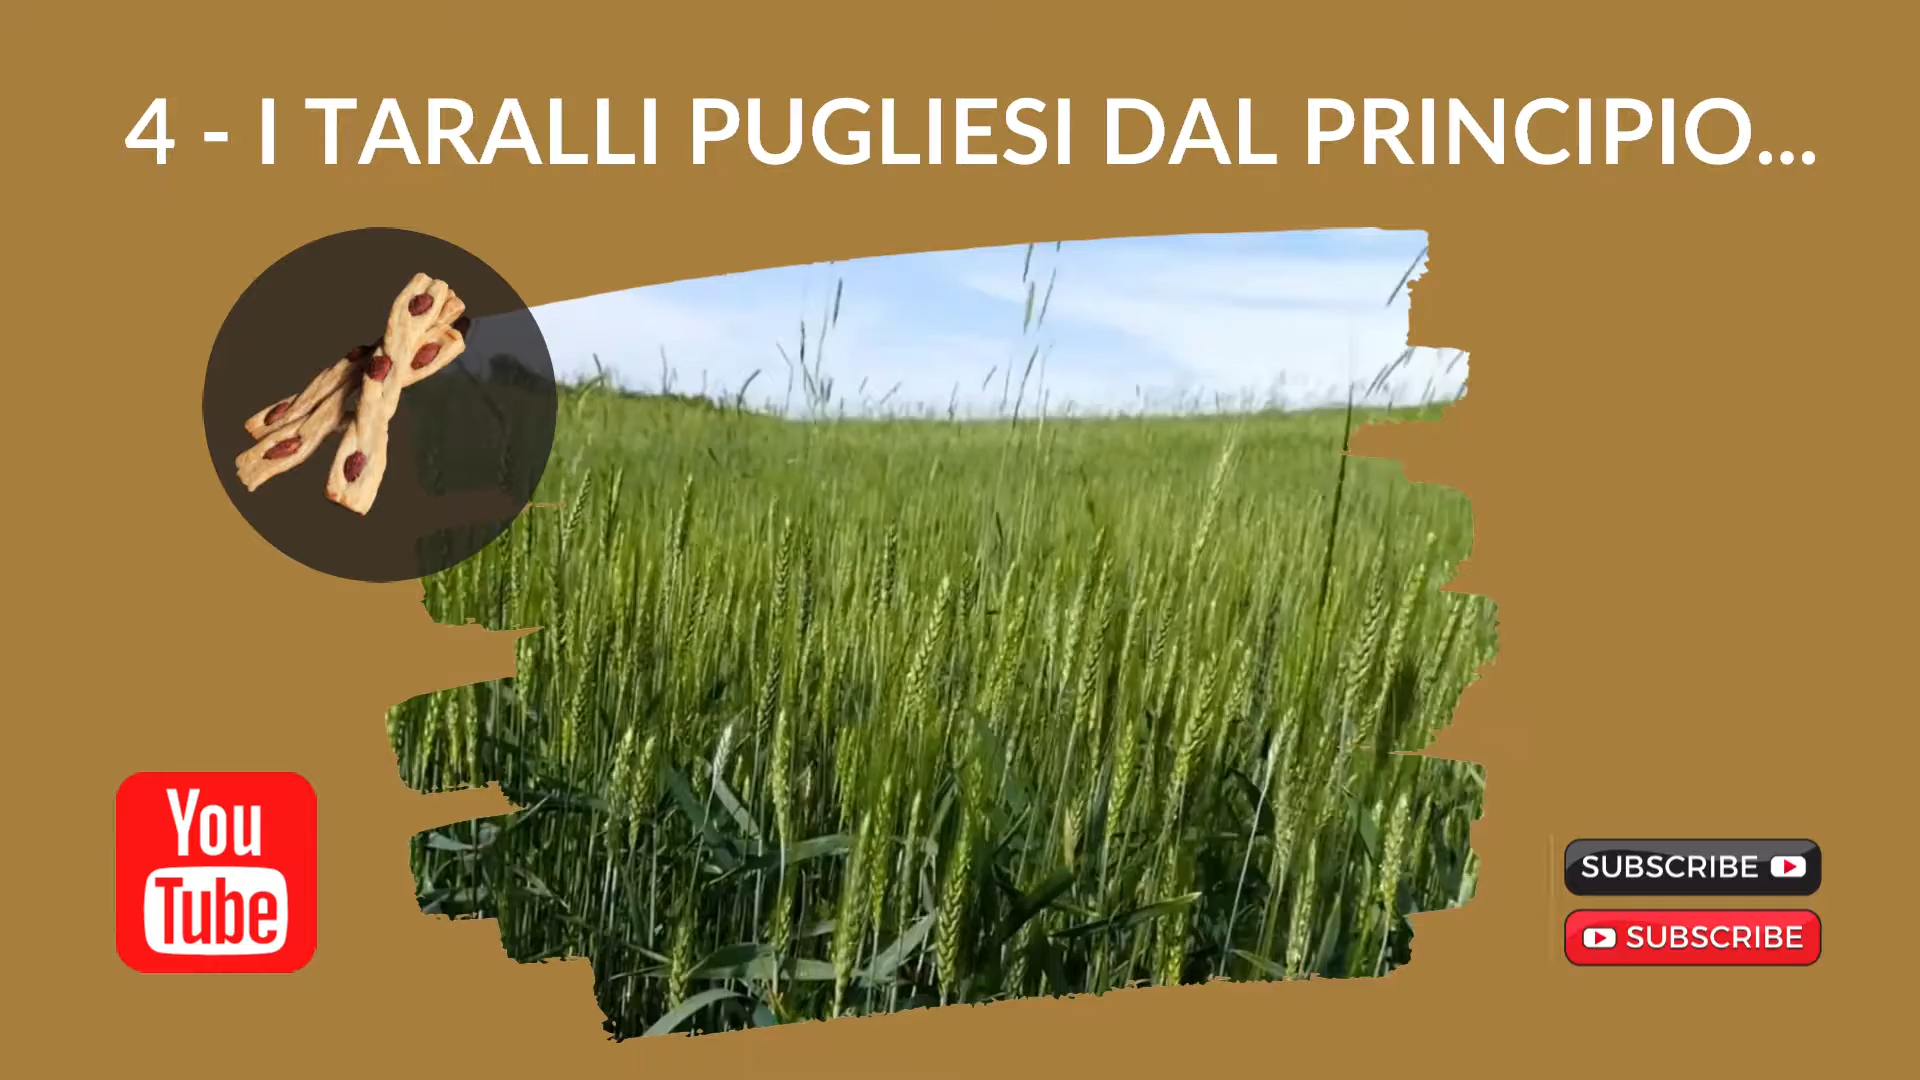 4 - I TARALLI PUGLIESI DAL PRINCIPIO...
You
Tube
SUBSCRIBE
SUBSCRIBE